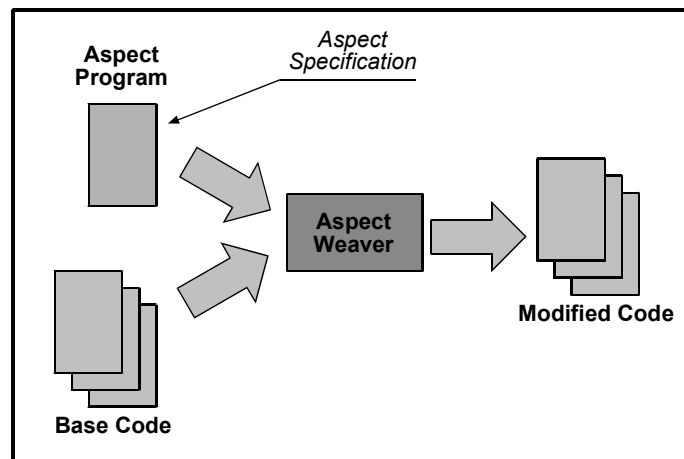 Aspect
Program
Aspect
Specification
Aspect
Weaver
Modified Code
Base Code